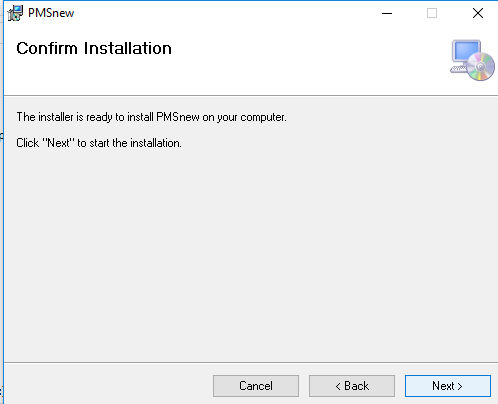 PMSnew
Confirm Installation
The installer is ready to install PMSnew on your computer.
Click "Next" to start the installation.
Cancel
< Back
Next >